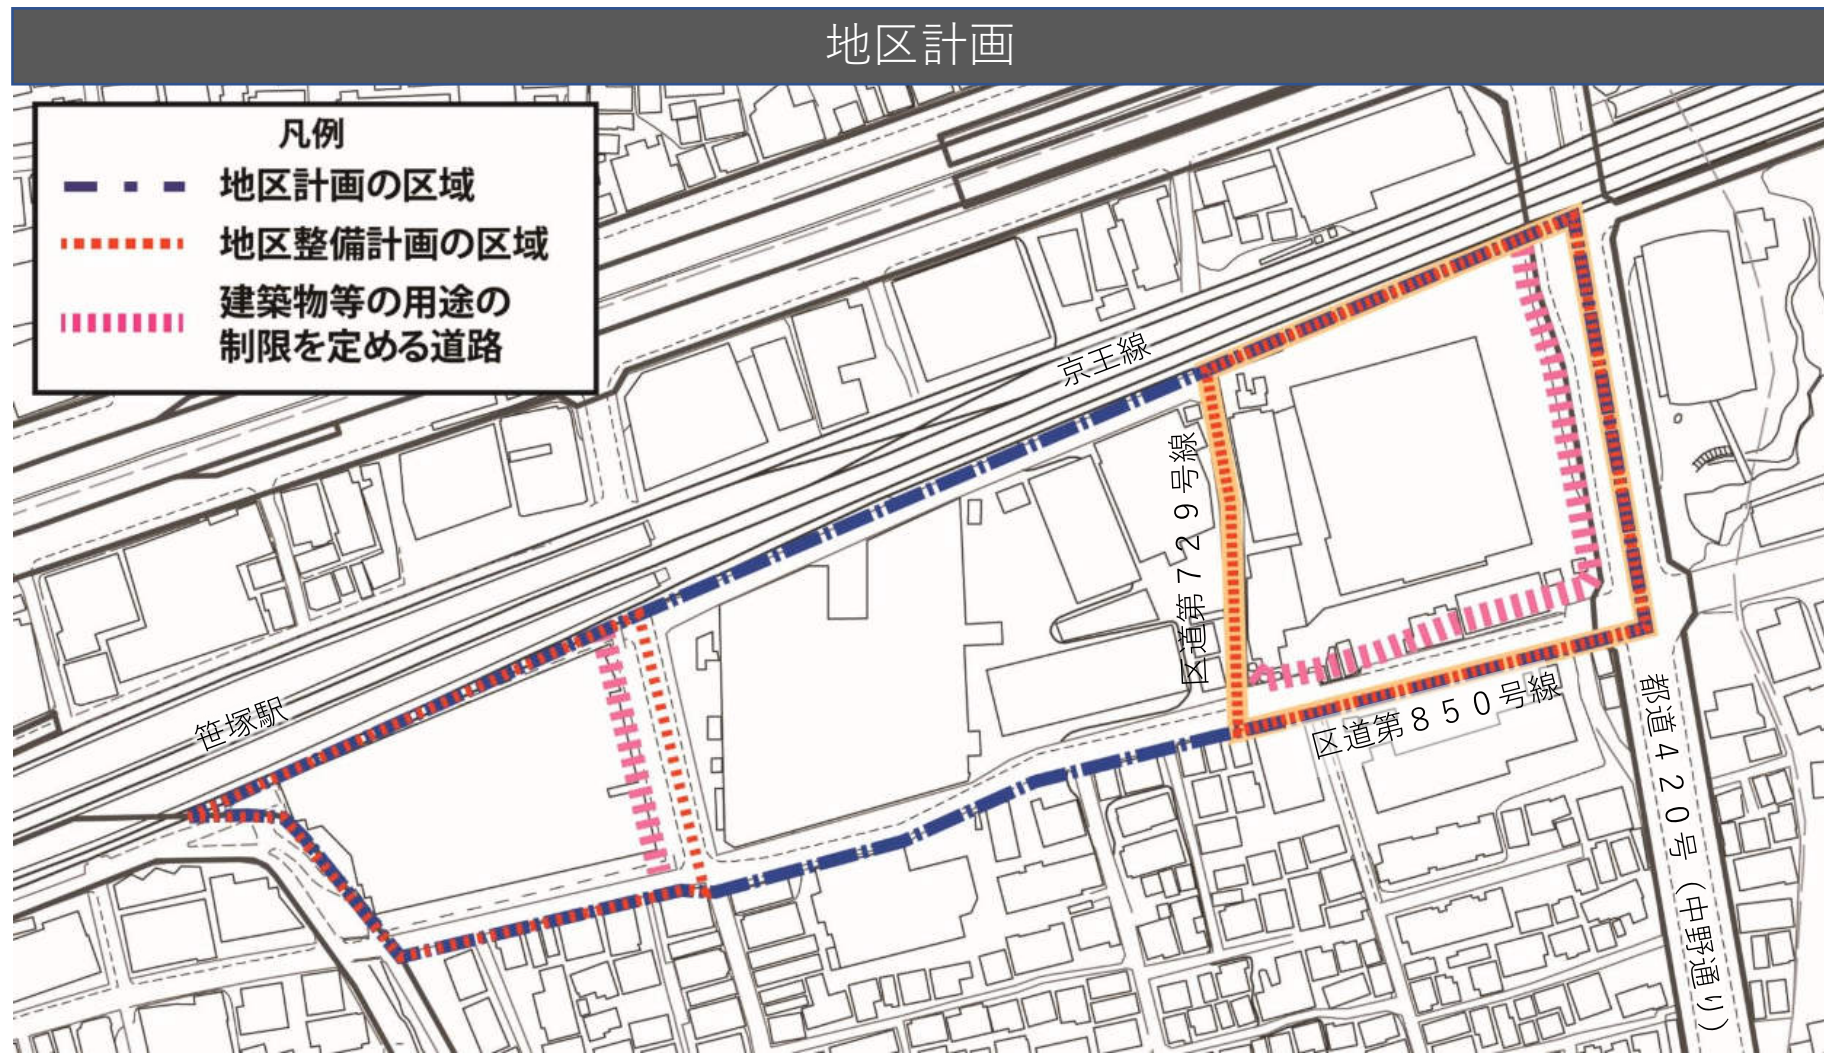 地区計画
凡例
地区計画の区域
地区整備計画の区域
建築物等の用途の
制限を定める道路
京王線
区道第７２９号線
笹塚駅
区道第８５０号線
都道４２０号（中野通り）